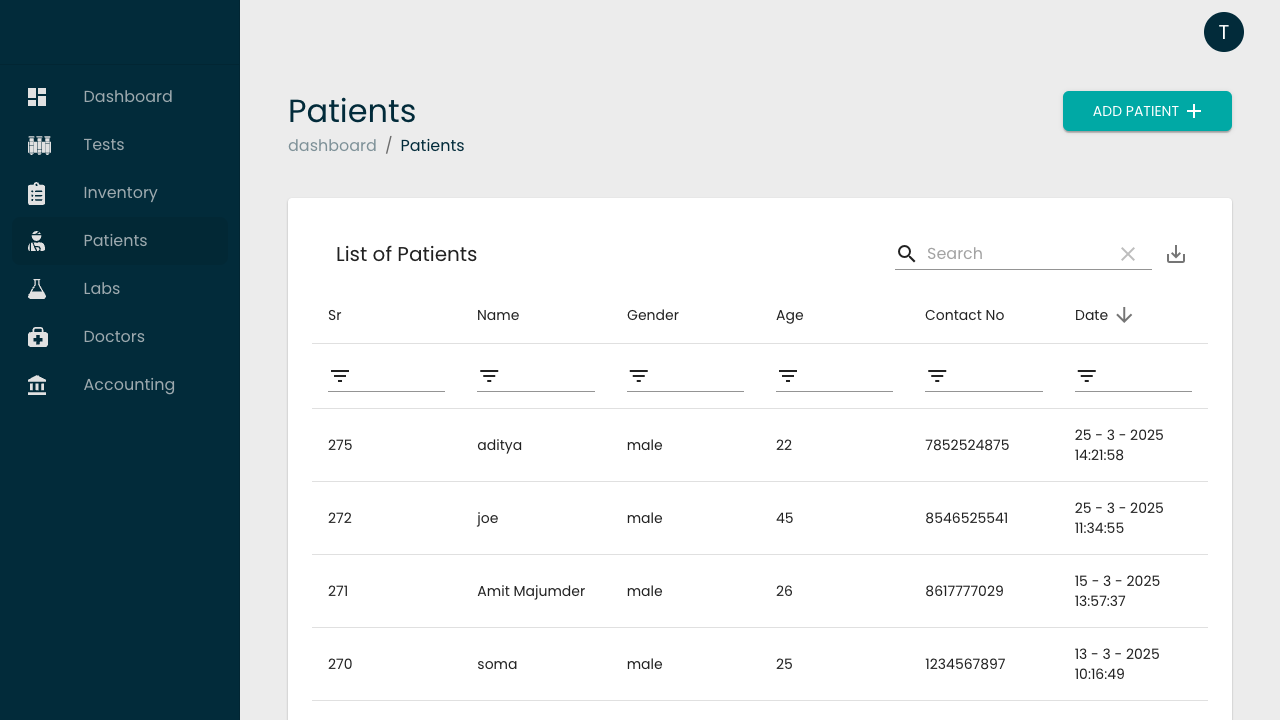 T
Dashboard
Tests
Inventory
Patients
Labs
Doctors
Accounting
Patients
dashboard / Patients
ADD PATIENT
List of Patients
Search
Sr Name Gender Age Contact No Date
275 aditya male 22 7852524875 25 - 3 - 2025
14:21:58
272 joe male 45 8546525541 25 - 3 - 2025
11:34:55
271 Amit Majumder male 26 8617777029 15 - 3 - 2025
13:57:37
270 soma male 25 1234567897 13 - 3 - 2025
10:16:49